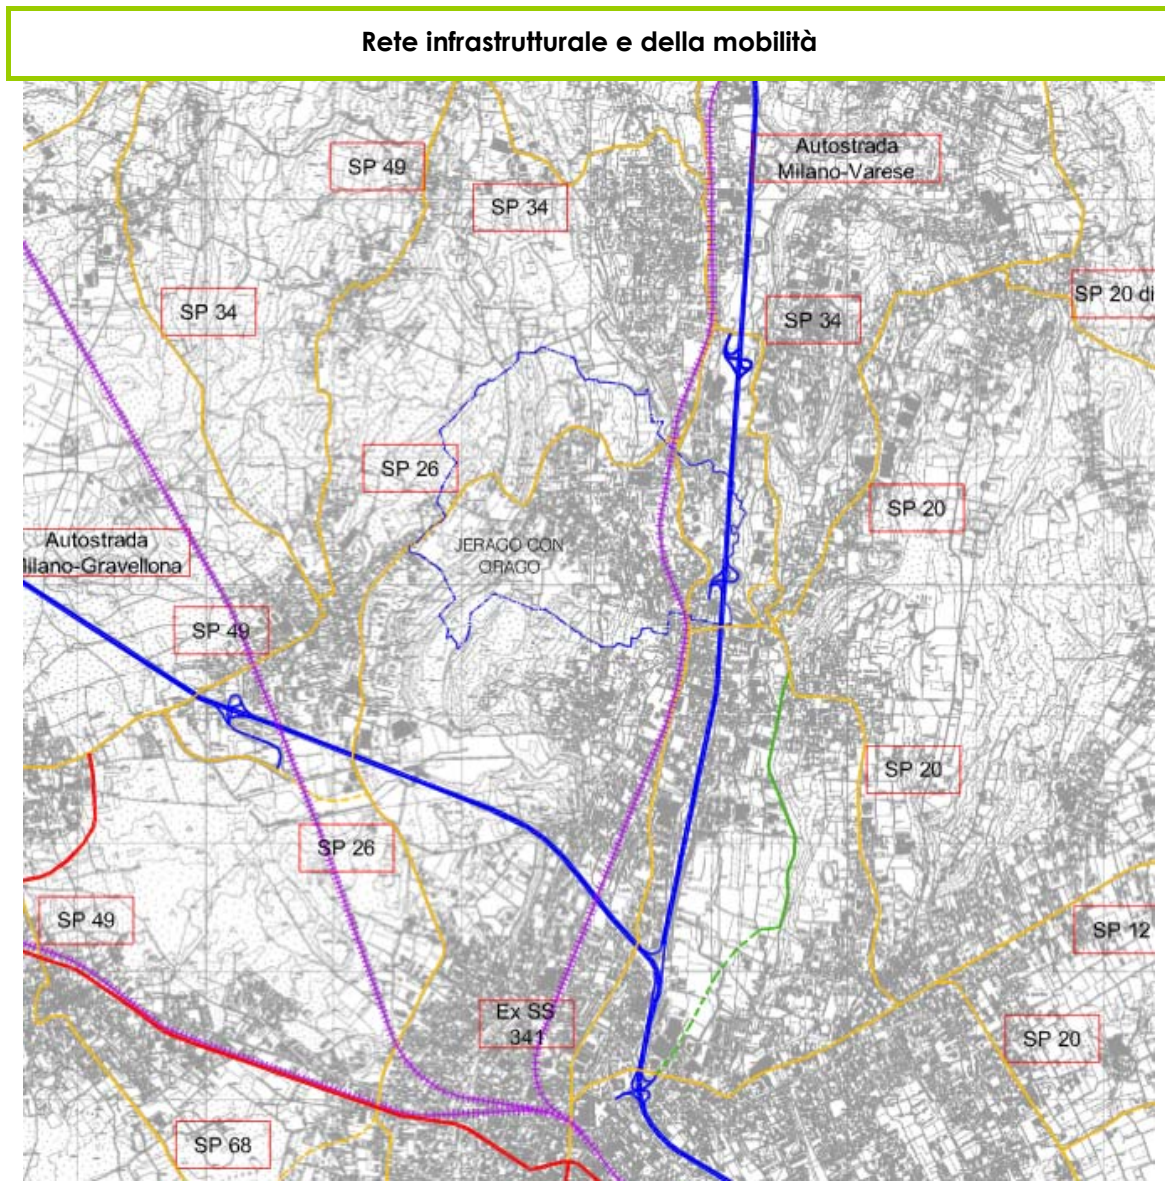 Rete infrastrutturale e della mobilità
Autostrada
Milano-Varese
SP 49
SP 34
SP 34
SP 34
SP 20 di
SP 26
SP 20
Autostrada
ilano-Gravellona
JERAGO CON
ORAGO
SP 49
SP 20
SP 26
SP 49
SP 12
Ex SS
341
SP 20
SP 68